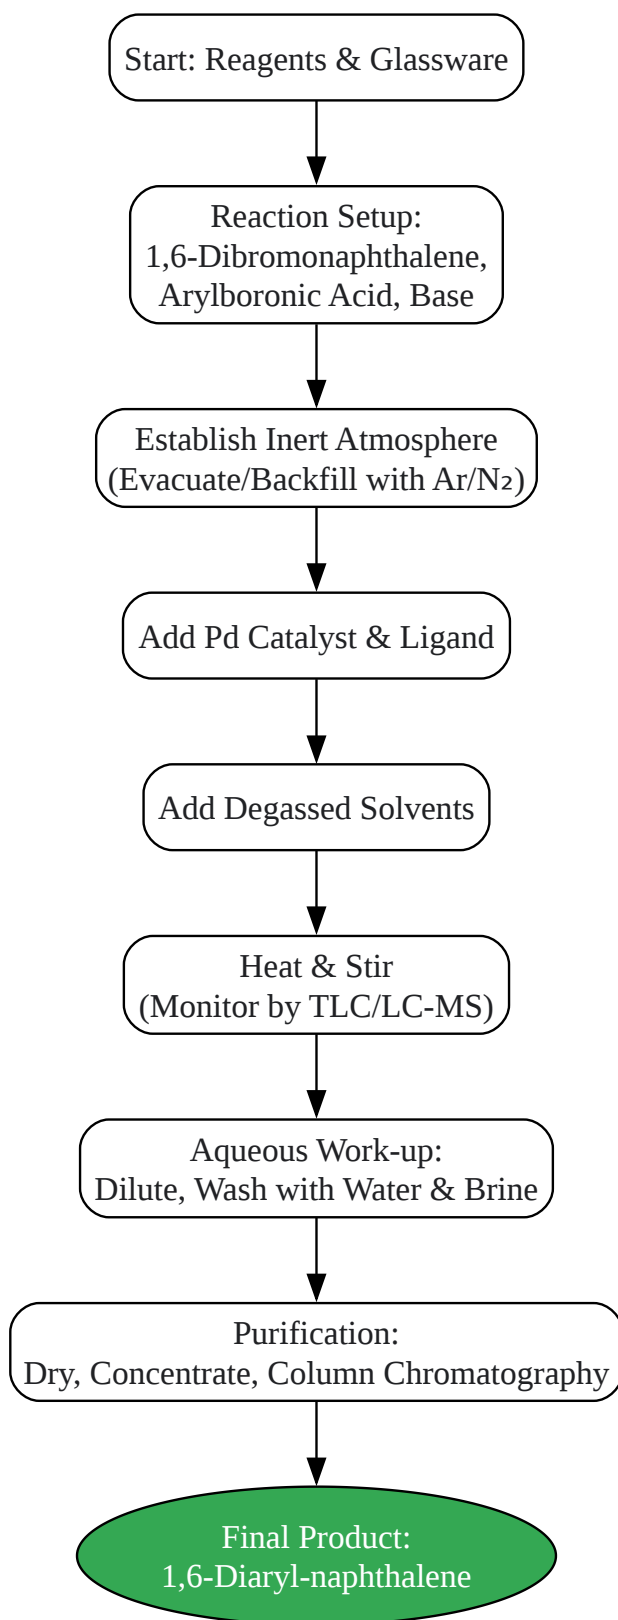 Start: Reagents & Glassware
Reaction Setup:
1,6-Dibromonaphthalene,
Arylboronic Acid, Base
Establish Inert Atmosphere
(Evacuate/Backfill with Ar/N₂)
Add Pd Catalyst & Ligand
Add Degassed Solvents
Heat & Stir
(Monitor by TLC/LC-MS)
Aqueous Work-up:
Dilute, Wash with Water & Brine
Purification:
Dry, Concentrate, Column Chromatography
Final Product:
1,6-Diaryl-naphthalene